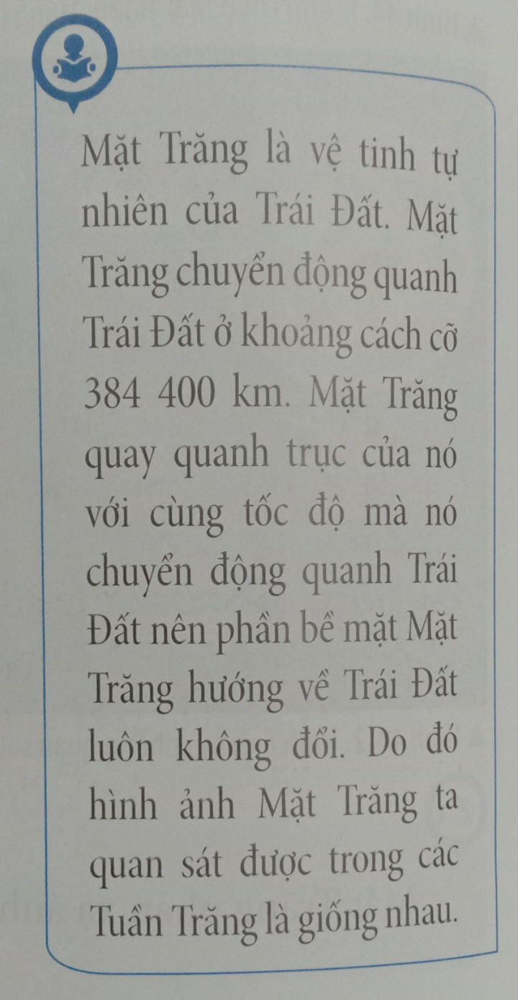 Mặt Trăng là vệ tinh tự
nhiên của Trái Đất. Mặt
Trăng chuyển động quanh
Trái Đất ở khoảng cách cỡ
384 400 km. Mặt Trăng
quay quanh trục của nó
với cùng tốc độ mà nó
chuyển động quanh Trái
Đất nên phần bề mặt Mặt
Trăng hướng về Trái Đất
luôn không đổi. Do đó
hình ảnh Mặt Trăng ta
quan sát được trong các
Tuần Trăng là giống nhau.